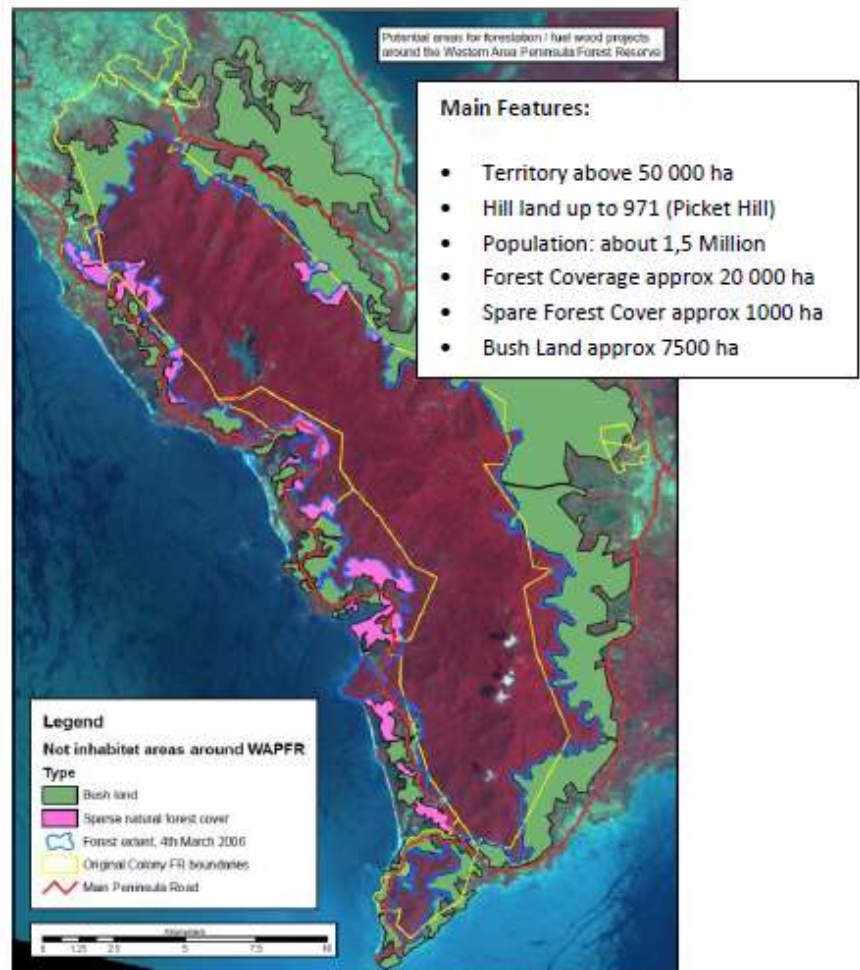 Potential areas for forestation / fuel wood projects
around the Western Area Peninsula Forest Reserve
Main Features:
• Territory above 50 000 ha
• Hill land up to 971 (Picket Hill)
• Population: about 1,5 Million
• Forest Coverage approx 20 000 ha
• Spare Forest Cover approx 1000 ha
• Bush Land approx 7500 ha
Legend
Not inhabitet areas around WAPFR
Type
Bush land
Sparse natural forest cover
Forest extent, 4th March 2006
Original Colony FR boundaries
Main Peninsula Road
Kilometers
0 1.25 2.5 5 7.5 10